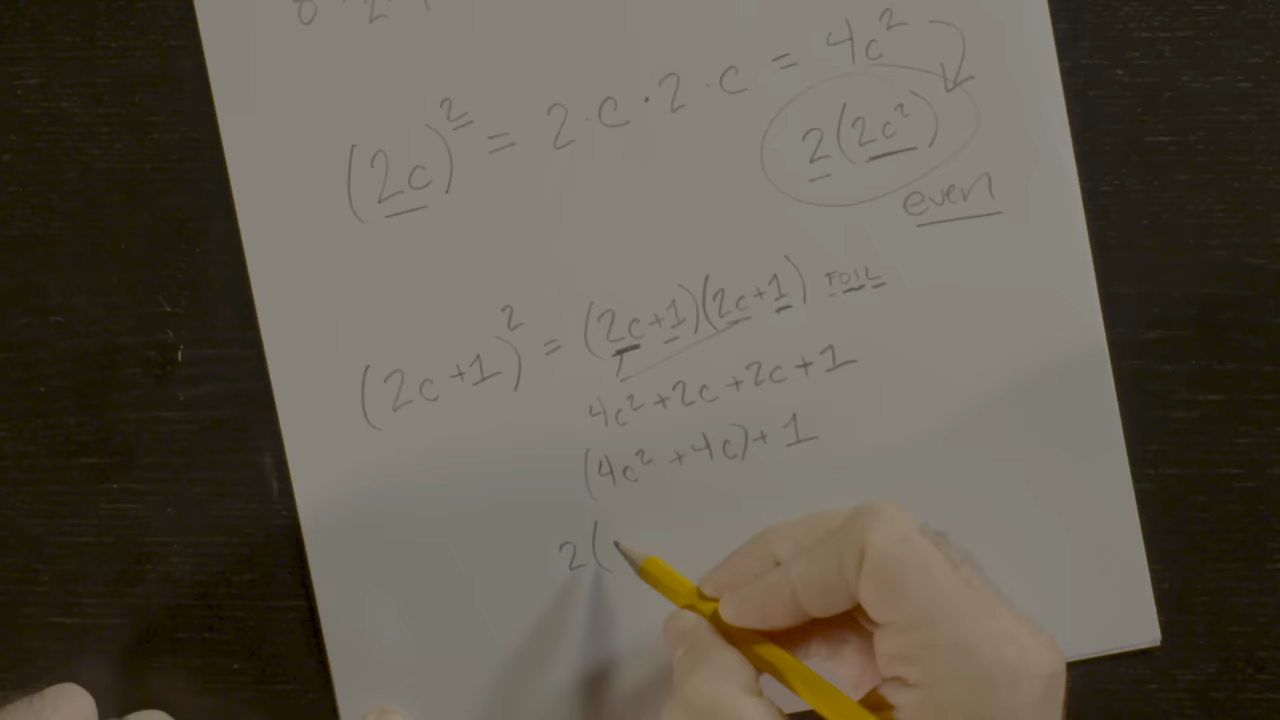 (2c)² = 2·c·2·c = 4c²
2(2c²)
even
(2c+1)² = (2c+1)(2c+1) FOIL
4c²+2c+2c+1
(4c²+4c)+1
2(